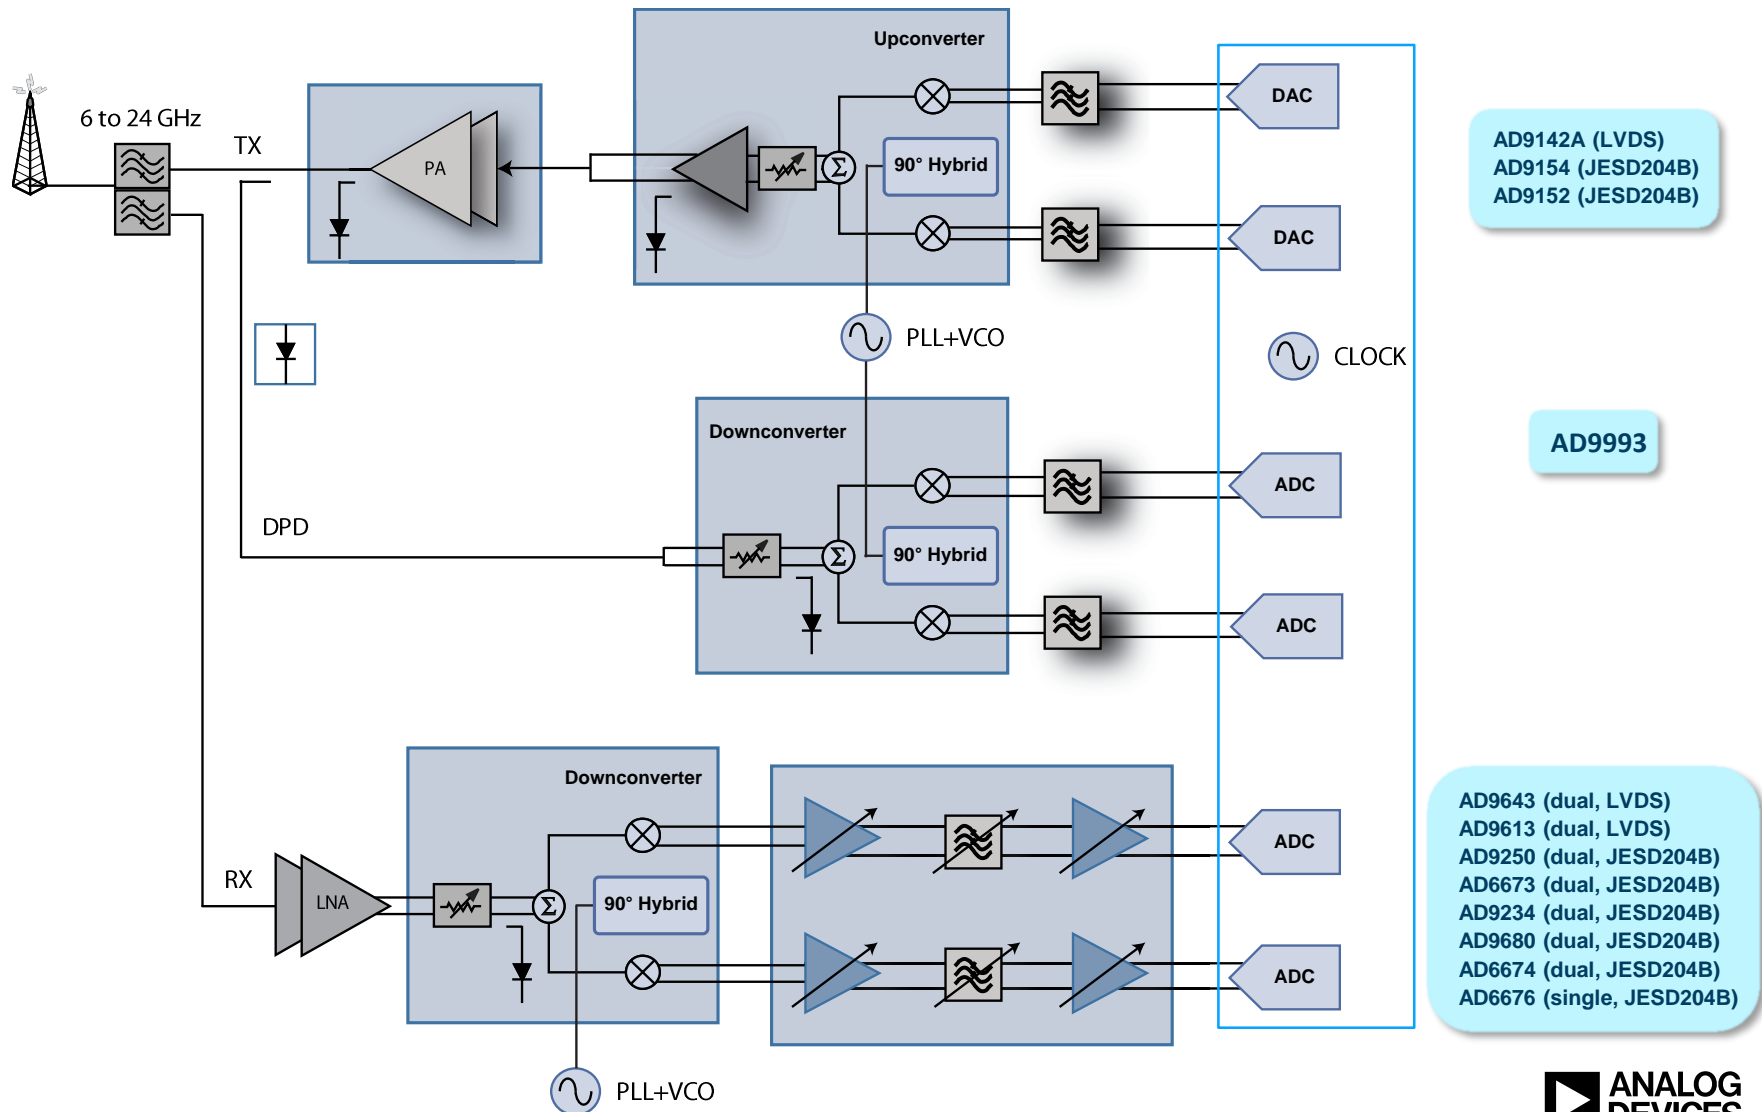 Upconverter
DAC
6 to 24 GHz
TX
PA
90° Hybrid
AD9142A (LVDS)
AD9154 (JESD204B)
AD9152 (JESD204B)
Σ
DAC
PLL+VCO
CLOCK
Downconverter
AD9993
ADC
DPD
Σ
90° Hybrid
ADC
Downconverter
AD9643 (dual, LVDS)
AD9613 (dual, LVDS)
AD9250 (dual, JESD204B)
AD6673 (dual, JESD204B)
AD9234 (dual, JESD204B)
AD9680 (dual, JESD204B)
AD6674 (dual, JESD204B)
AD6676 (single, JESD204B)
ADC
RX
LNA
Σ
90° Hybrid
ADC
PLL+VCO
ANALOG
DEVICES